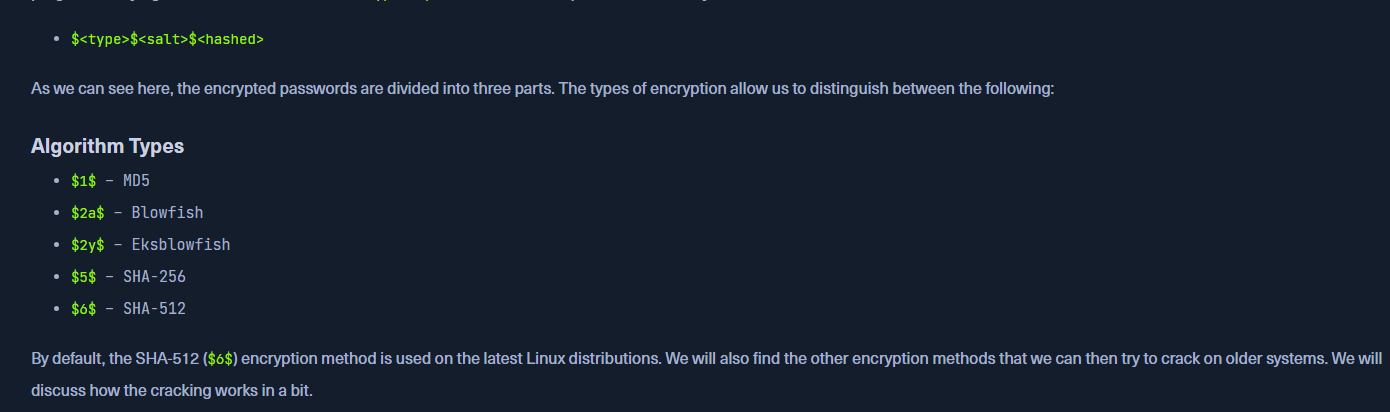 $<type>$<salt>$<hashed>
As we can see here, the encrypted passwords are divided into three parts. The types of encryption allow us to distinguish between the following:
Algorithm Types
$1$ – MD5
$2a$ – Blowfish
$2y$ – Eksblowfish
$5$ – SHA-256
$6$ – SHA-512
By default, the SHA-512 ($6$) encryption method is used on the latest Linux distributions. We will also find the other encryption methods that we can then try to crack on older systems. We will
discuss how the cracking works in a bit.